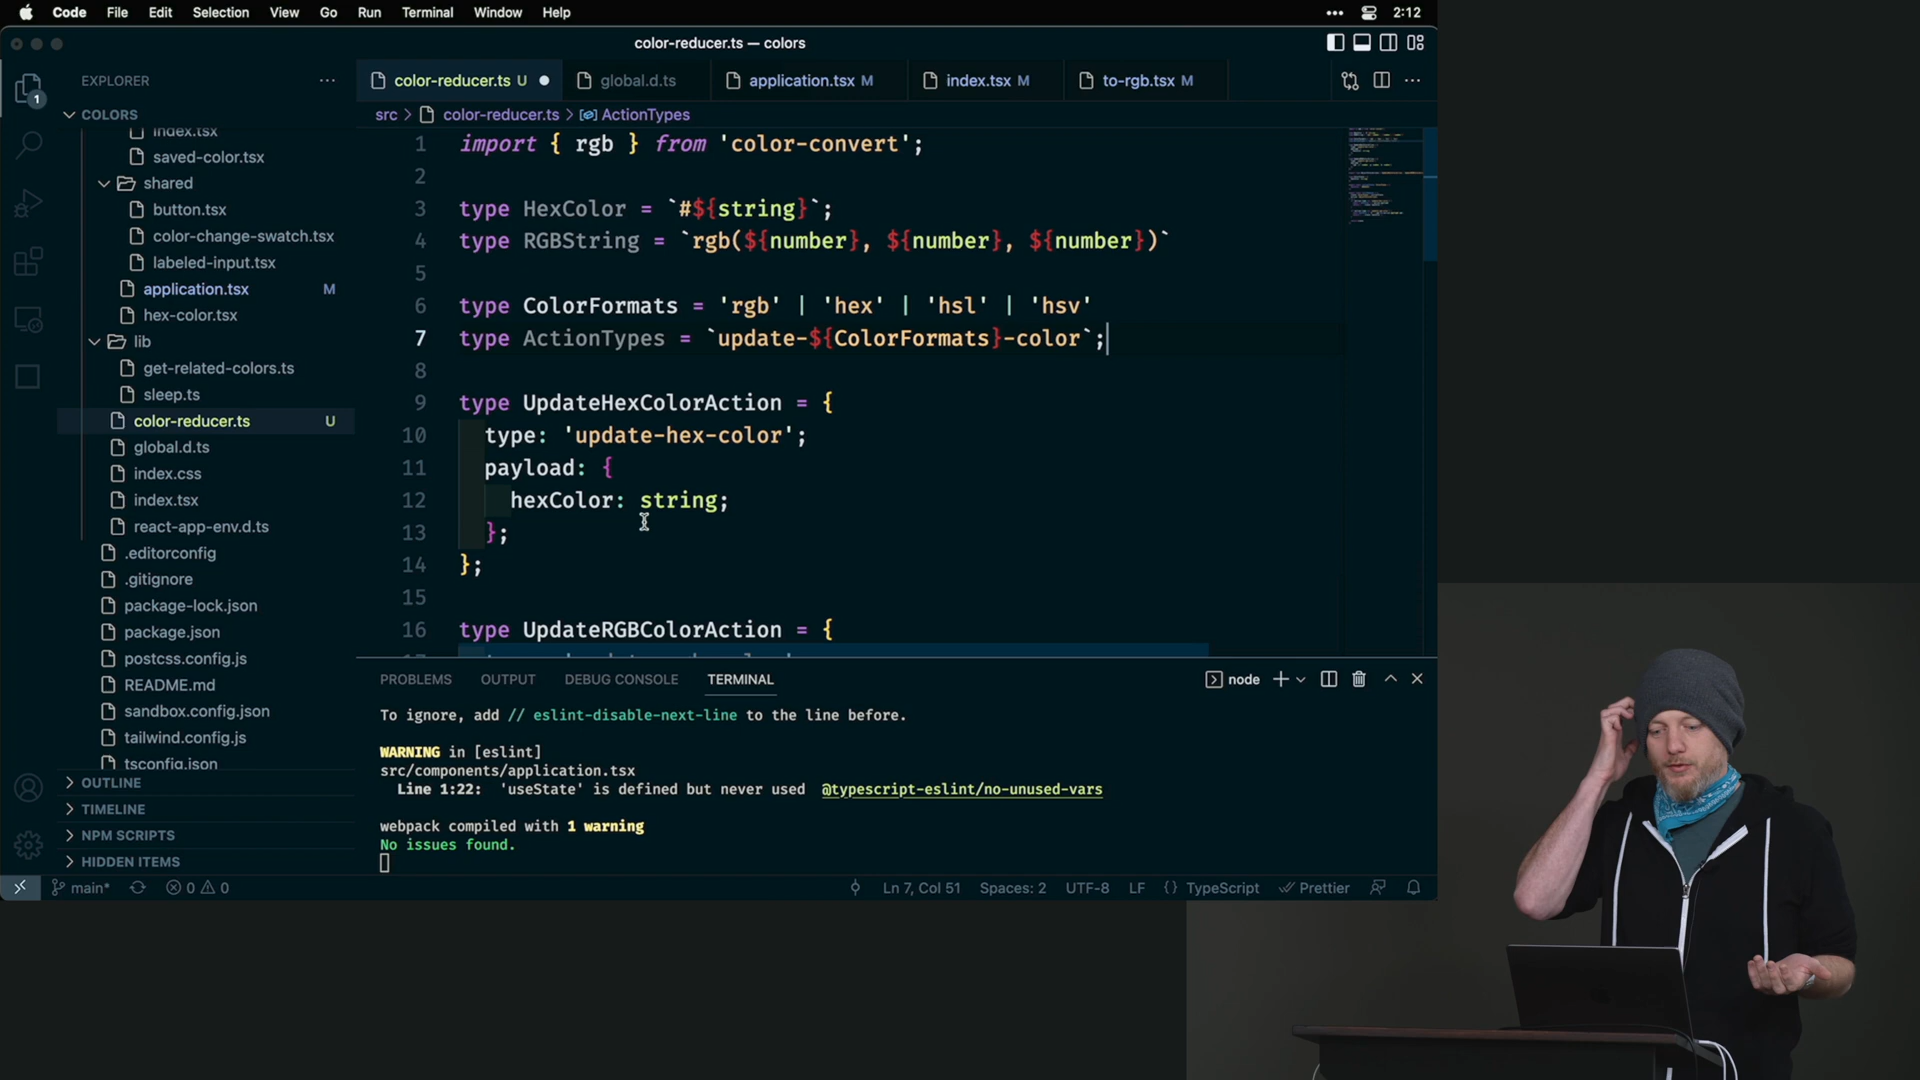 Code File Edit Selection View Go Run Terminal Window Help 2:12
color-reducer.ts — colors
EXPLORER
color-reducer.ts U global.d.ts application.tsx M index.tsx M to-rgb.tsx M
1
COLORS
src > color-reducer.ts > ActionTypes
index.tsx
saved-color.tsx
shared
button.tsx
color-change-swatch.tsx
labeled-input.tsx
application.tsx M
hex-color.tsx
lib
get-related-colors.ts
sleep.ts
color-reducer.ts U
global.d.ts
index.css
index.tsx
react-app-env.d.ts
.editorconfig
.gitignore
package-lock.json
package.json
postcss.config.js
README.md
sandbox.config.json
tailwind.config.js
tsconfig.json
OUTLINE
TIMELINE
NPM SCRIPTS
HIDDEN ITEMS
1 import { rgb } from 'color-convert';
2
3 type HexColor = `#${string}`;
4 type RGBString = `rgb(${number}, ${number}, ${number})`
5
6 type ColorFormats = 'rgb' | 'hex' | 'hsl' | 'hsv'
7 type ActionTypes = `update-${ColorFormats}-color`;
8
9 type UpdateHexColorAction = {
10 type: 'update-hex-color';
11 payload: {
12 hexColor: string;
13 };
14 };
15
16 type UpdateRGBColorAction = {
PROBLEMS OUTPUT DEBUG CONSOLE TERMINAL node
To ignore, add // eslint-disable-next-line to the line before.
WARNING in [eslint]
src/components/application.tsx
Line 1:22: 'useState' is defined but never used @typescript-eslint/no-unused-vars
webpack compiled with 1 warning
No issues found.
main* 0 0 Ln 7, Col 51 Spaces: 2 UTF-8 LF {} TypeScript Prettier